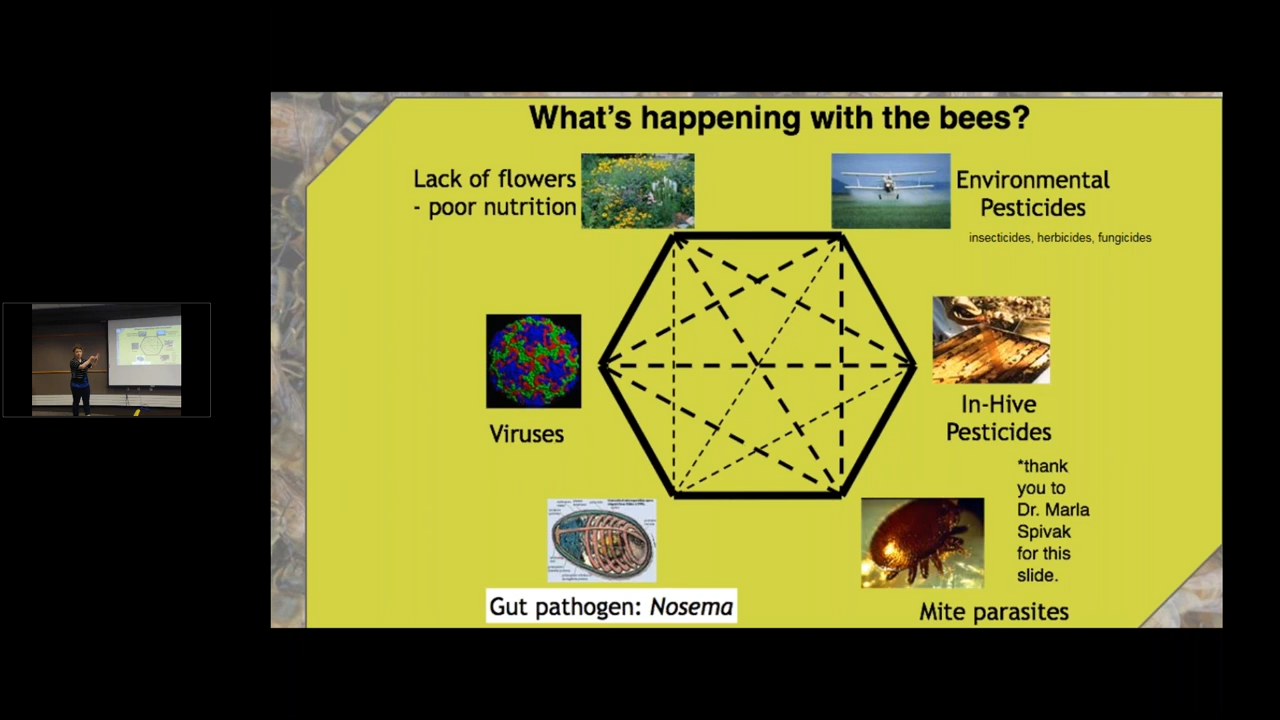 What's happening with the bees?
Lack of flowers
- poor nutrition
Environmental
Pesticides
insecticides, herbicides, fungicides
Viruses
In-Hive
Pesticides
*thank
you to
Dr. Marla
Spivak
for this
slide.
Gut pathogen: Nosema
Mite parasites